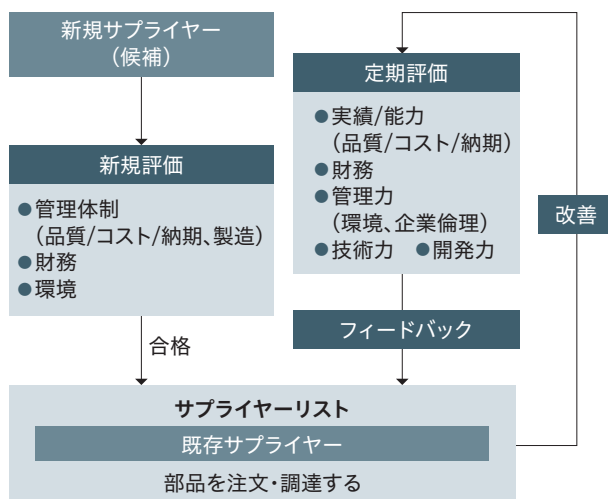 新規サプライヤー
（候補）
新規評価
●管理体制
（品質/コスト/納期、製造）
●財務
●環境
合格
定期評価
●実績/能力
（品質/コスト/納期）
●財務
●管理力
（環境、企業倫理）
●技術力 ●開発力
フィードバック
改善
サプライヤーリスト
既存サプライヤー
部品を注文・調達する